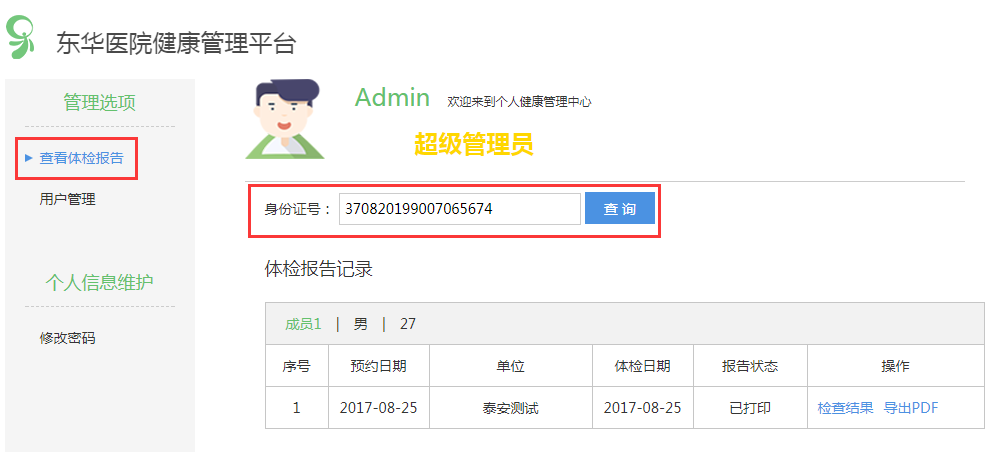 东华医院健康管理平台
管理选项
查看体检报告
用户管理
个人信息维护
修改密码
Admin 欢迎来到个人健康管理中心
超级管理员
身份证号： 370820199007065674 查 询
体检报告记录
成员1 | 男 | 27
序号 预约日期 单位 体检日期 报告状态 操作
1 2017-08-25 泰安测试 2017-08-25 已打印 检查结果 导出PDF